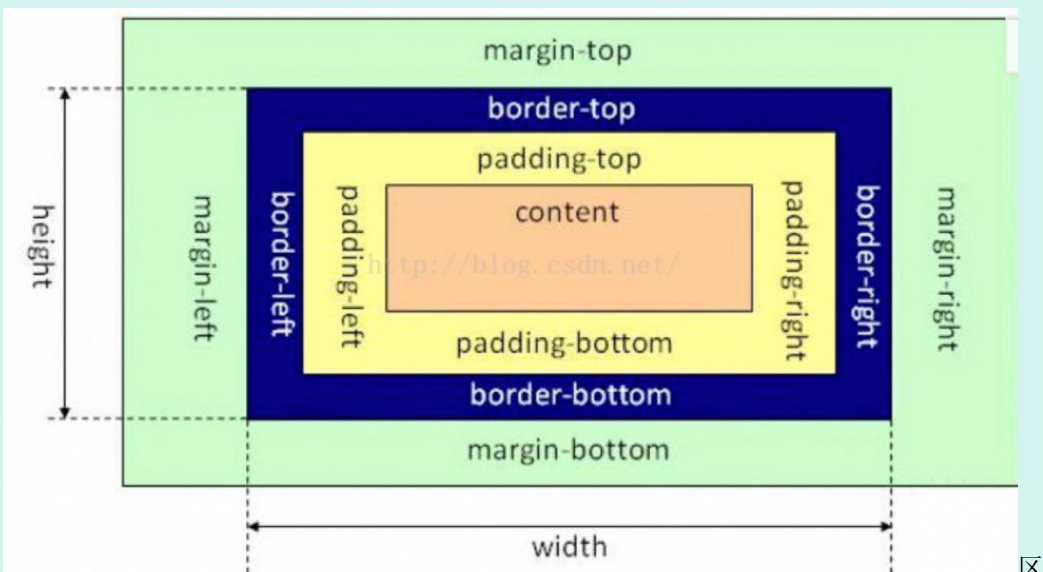 margin-top
border-top
padding-top
content
height
margin-left
border-left
padding-left
http://blog.csdn.net/
padding-right
border-right
margin-right
padding-bottom
border-bottom
margin-bottom
width
区